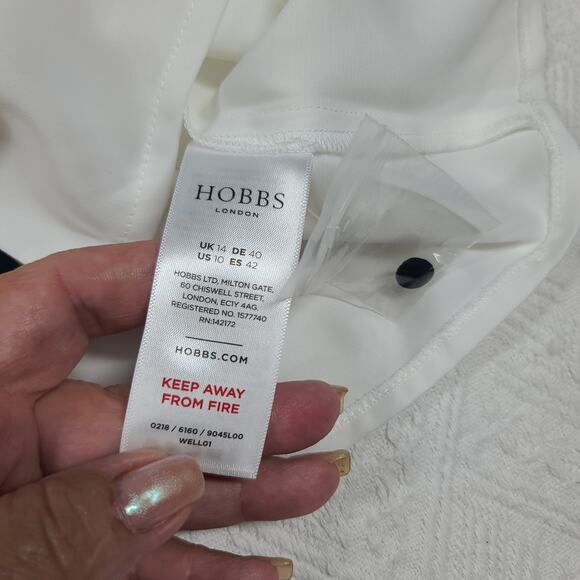 HOBBS
LONDON
UK 14 DE 40
US 10 ES 42
HOBBS LTD, MILTON GATE,
60 CHISWELL STREET,
LONDON, EC1Y 4AG.
REGISTERED NO. 1577740
RN:142172
HOBBS.COM
KEEP AWAY
FROM FIRE
0218 / 6160 / 9045L00
WELL01